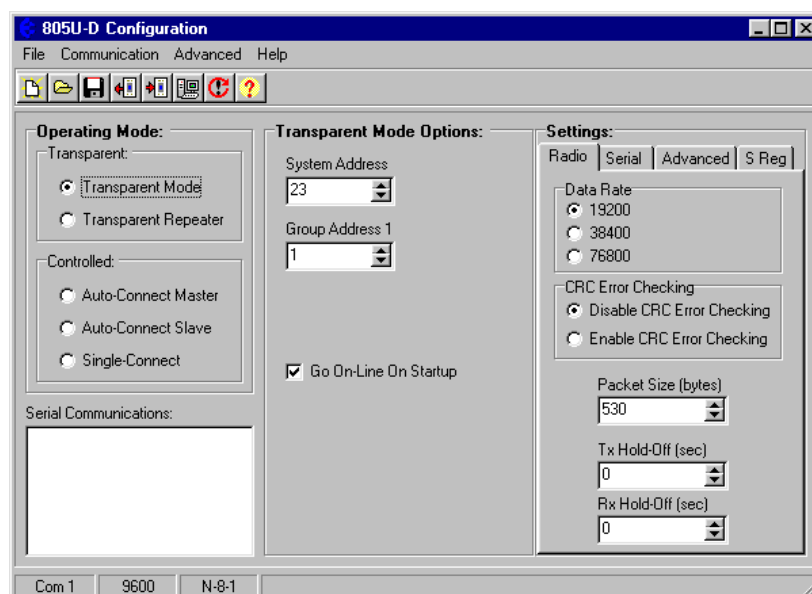 805U-D Configuration
File Communication Advanced Help
Operating Mode:
Transparent:
Transparent Mode
Transparent Repeater
Controlled:
Auto-Connect Master
Auto-Connect Slave
Single-Connect
Serial Communications:
Transparent Mode Options:
System Address
23
Group Address 1
1
Go On-Line On Startup
Settings:
Radio Serial Advanced S Reg
Data Rate
19200
38400
76800
CRC Error Checking
Disable CRC Error Checking
Enable CRC Error Checking
Packet Size (bytes)
530
Tx Hold-Off (sec)
0
Rx Hold-Off (sec)
0
Com 1 9600 N-8-1